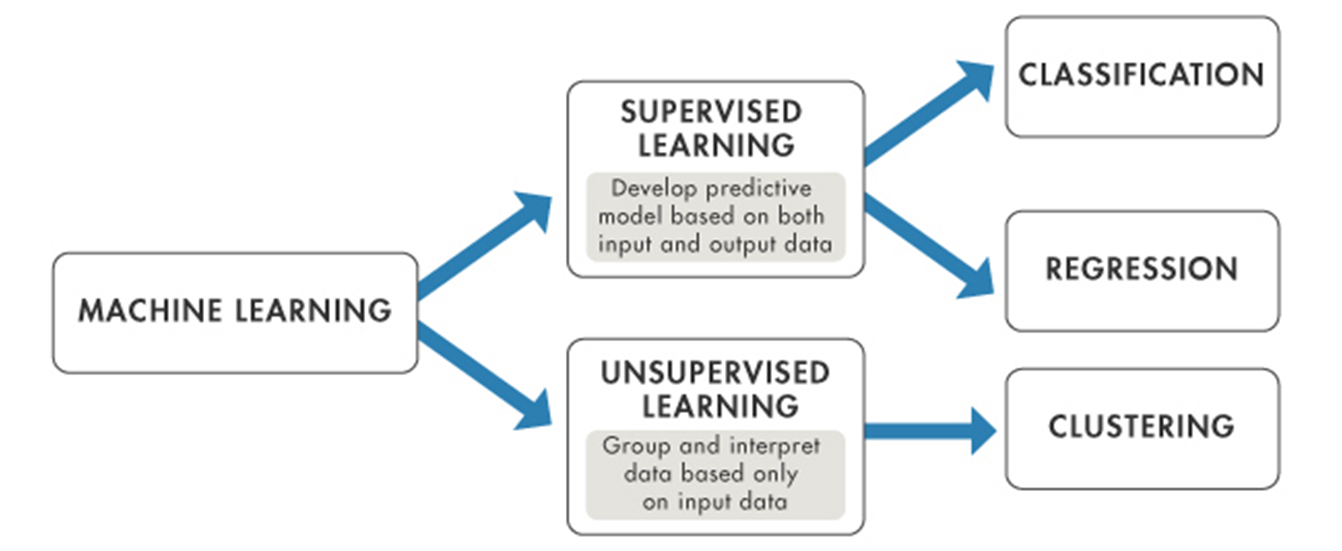 MACHINE LEARNING
SUPERVISED
LEARNING
Develop predictive
model based on both
input and output data
UNSUPERVISED
LEARNING
Group and interpret
data based only
on input data
CLASSIFICATION
REGRESSION
CLUSTERING